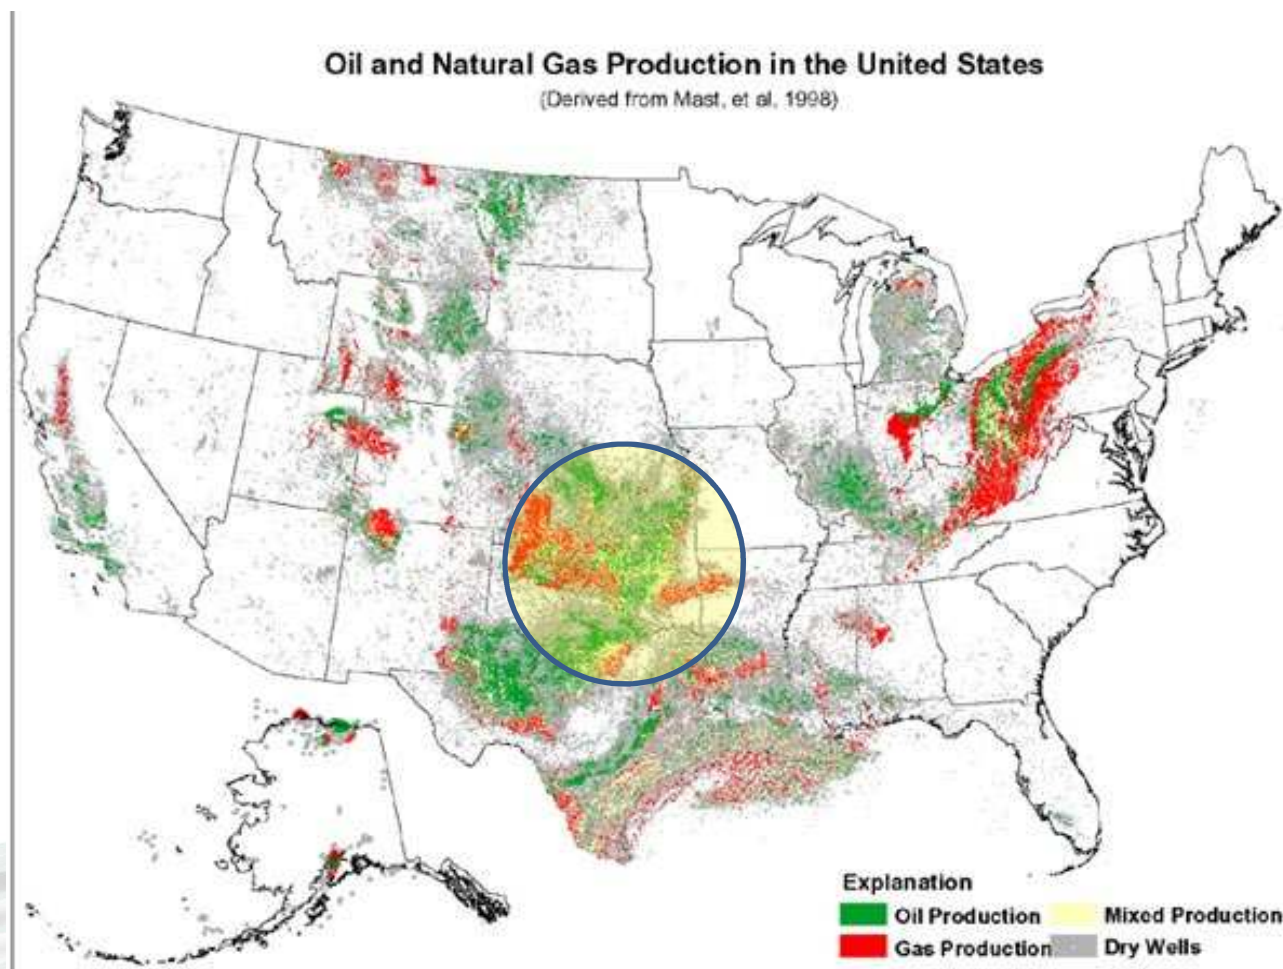 Oil and Natural Gas Production in the United States
(Derived from Mast, et al, 1998)
Explanation
Oil Production
Mixed Production
Gas Production
Dry Wells